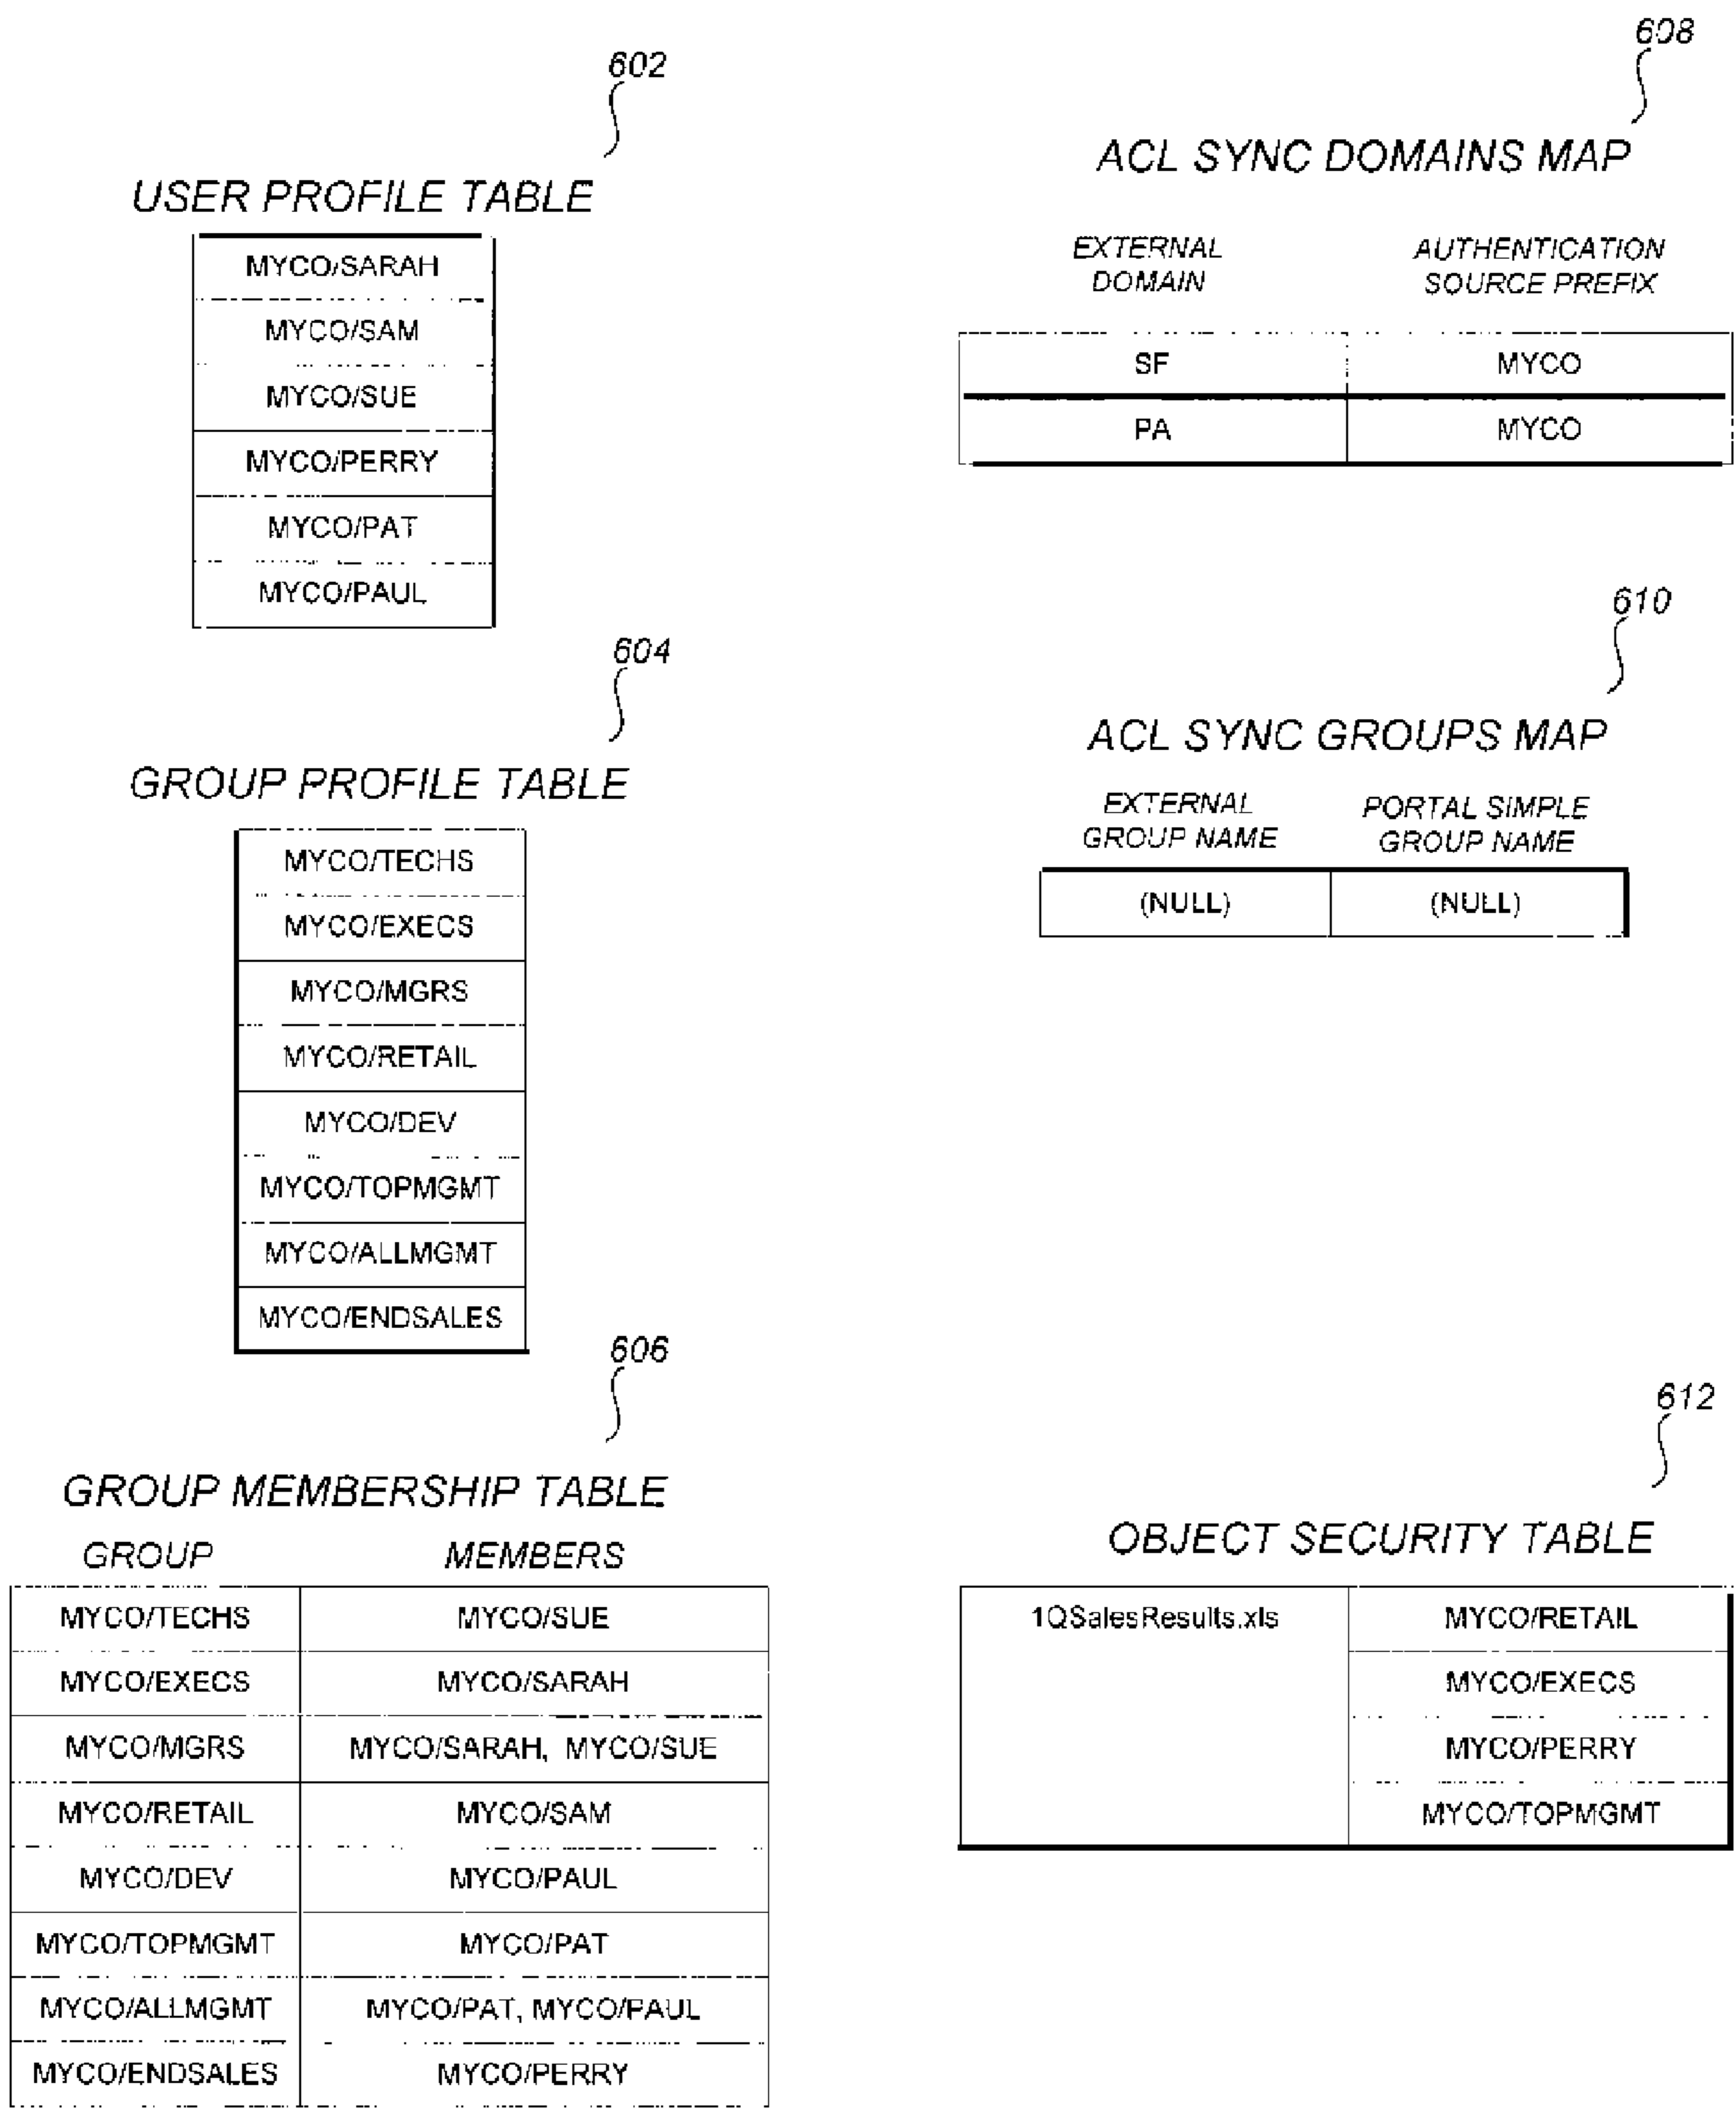 602
USER PROFILE TABLE
MYCO/SARAH
MYCO/SAM
MYCO/SUE
MYCO/PERRY
MYCO/PAT
MYCO/PAUL
604
GROUP PROFILE TABLE
MYCO/TECHS
MYCO/EXECS
MYCO/MGRS
MYCO/RETAIL
MYCO/DEV
MYCO/TOPMGMT
MYCO/ALLMGMT
MYCO/ENDSALES
606
GROUP MEMBERSHIP TABLE
GROUP MEMBERS
MYCO/TECHS MYCO/SUE
MYCO/EXECS MYCO/SARAH
MYCO/MGRS MYCO/SARAH, MYCO/SUE
MYCO/RETAIL MYCO/SAM
MYCO/DEV MYCO/PAUL
MYCO/TOPMGMT MYCO/PAT
MYCO/ALLMGMT MYCO/PAT, MYCO/PAUL
MYCO/ENDSALES MYCO/PERRY
608
ACL SYNC DOMAINS MAP
EXTERNAL DOMAIN
AUTHENTICATION SOURCE PREFIX
SF MYCO
PA MYCO
610
ACL SYNC GROUPS MAP
EXTERNAL GROUP NAME
PORTAL SIMPLE GROUP NAME
(NULL) (NULL)
612
OBJECT SECURITY TABLE
1QSalesResults.xls MYCO/RETAIL
MYCO/EXECS
MYCO/PERRY
MYCO/TOPMGMT